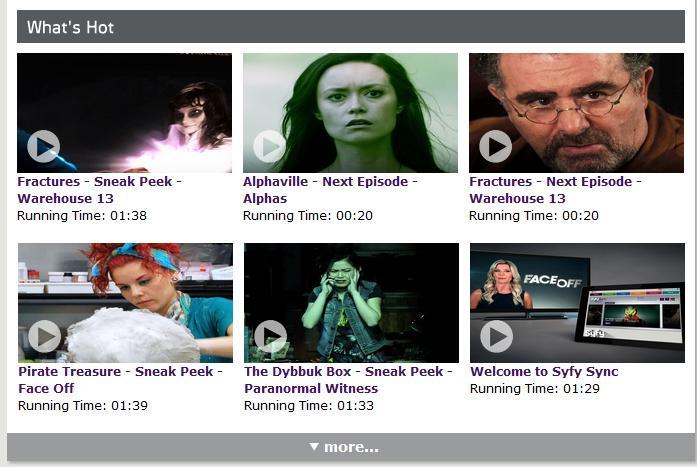 What's Hot
Fractures - Sneak Peek -
Warehouse 13
Running Time: 01:38
Alphaville - Next Episode -
Alphas
Running Time: 00:20
Fractures - Next Episode -
Warehouse 13
Running Time: 00:20
FACE OFF
syfy
Pirate Treasure - Sneak Peek -
Face Off
Running Time: 01:39
The Dybbuk Box - Sneak Peek -
Paranormal Witness
Running Time: 01:33
Welcome to Syfy Sync
Running Time: 01:29
more...